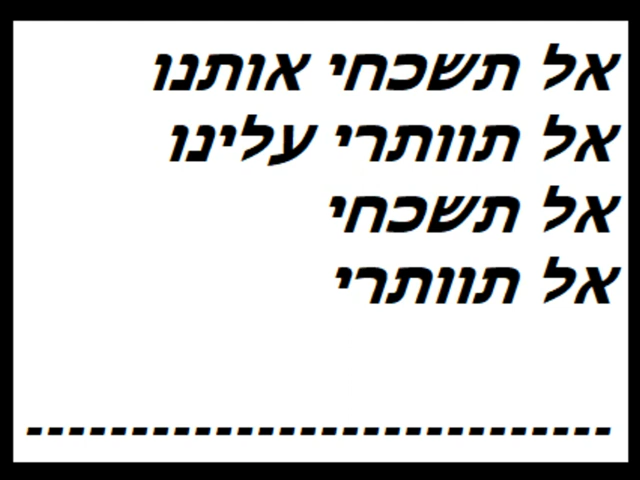 אל תשכחי אותנו
אל תוותרי עלינו
אל תשכחי
אל תוותרי
----------------------------